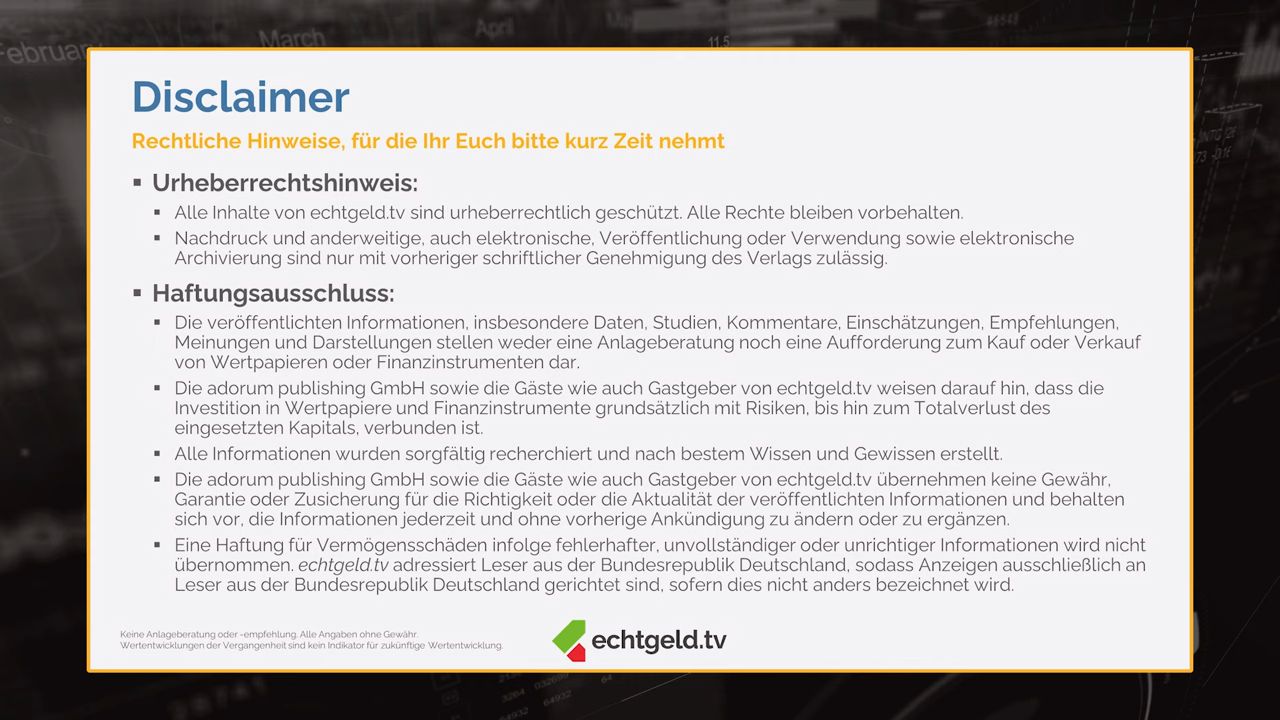 February
March
April
11.5
Disclaimer
Rechtliche Hinweise, für die Ihr Euch bitte kurz Zeit nehmt
▪ Urheberrechtshinweis:
▪ Alle Inhalte von echtgeld.tv sind urheberrechtlich geschützt. Alle Rechte bleiben vorbehalten.
▪ Nachdruck und anderweitige, auch elektronische, Veröffentlichung oder Verwendung sowie elektronische
Archivierung sind nur mit vorheriger schriftlicher Genehmigung des Verlags zulässig.
▪ Haftungsausschluss:
▪ Die veröffentlichten Informationen, insbesondere Daten, Studien, Kommentare, Einschätzungen, Empfehlungen,
Meinungen und Darstellungen stellen weder eine Anlageberatung noch eine Aufforderung zum Kauf oder Verkauf
von Wertpapieren oder Finanzinstrumenten dar.
▪ Die adorum publishing GmbH sowie die Gäste wie auch Gastgeber von echtgeld.tv weisen darauf hin, dass die
Investition in Wertpapiere und Finanzinstrumente grundsätzlich mit Risiken, bis hin zum Totalverlust des
eingesetzten Kapitals, verbunden ist.
▪ Alle Informationen wurden sorgfältig recherchiert und nach bestem Wissen und Gewissen erstellt.
▪ Die adorum publishing GmbH sowie die Gäste wie auch Gastgeber von echtgeld.tv übernehmen keine Gewähr,
Garantie oder Zusicherung für die Richtigkeit oder die Aktualität der veröffentlichten Informationen und behalten
sich vor, die Informationen jederzeit und ohne vorherige Ankündigung zu ändern oder zu ergänzen.
▪ Eine Haftung für Vermögensschäden infolge fehlerhafter, unvollständiger oder unrichtiger Informationen wird nicht
übernommen. echtgeld.tv adressiert Leser aus der Bundesrepublik Deutschland, sodass Anzeigen ausschließlich an
Leser aus der Bundesrepublik Deutschland gerichtet sind, sofern dies nicht anders bezeichnet wird.
Keine Anlageberatung oder -empfehlung. Alle Angaben ohne Gewähr.
Wertentwicklungen der Vergangenheit sind kein Indikator für zukünftige Wertentwicklung.
echtgeld.tv